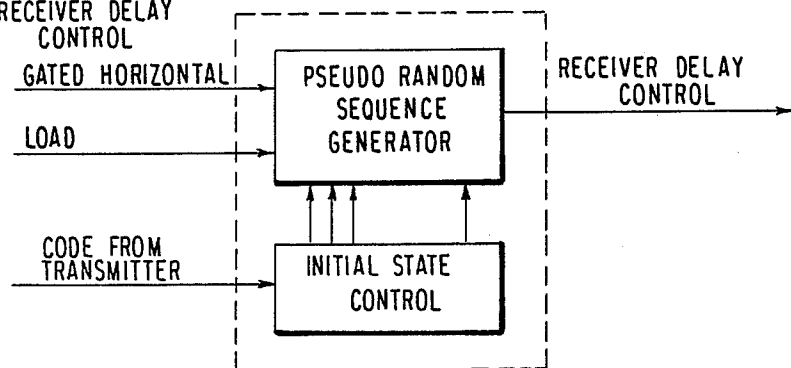 RECEIVER DELAY
CONTROL
GATED HORIZONTAL
LOAD
CODE FROM
TRANSMITTER
PSEUDO RANDOM
SEQUENCE
GENERATOR
INITIAL STATE
CONTROL
RECEIVER DELAY
CONTROL